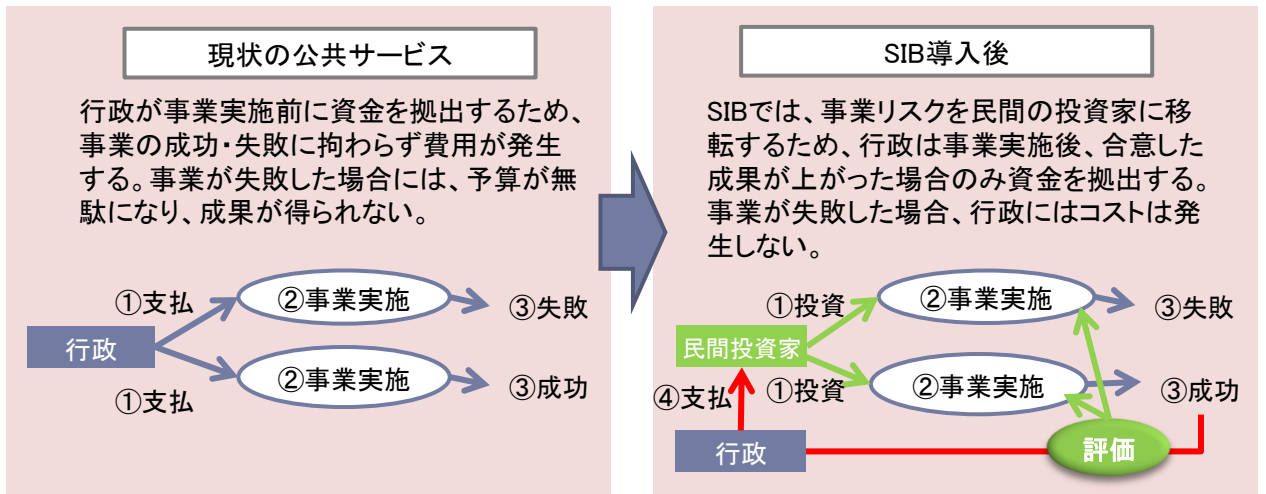 現状の公共サービス
行政が事業実施前に資金を拠出するため、
事業の成功・失敗に拘わらず費用が発生
する。事業が失敗した場合には、予算が無
駄になり、成果が得られない。
①支払
②事業実施
③失敗
行政
②事業実施
③成功
①支払
SIB導入後
SIBでは、事業リスクを民間の投資家に移
転するため、行政は事業実施後、合意した
成果が上がった場合のみ資金を拠出する。
事業が失敗した場合、行政にはコストは発
生しない。
①投資
②事業実施
③失敗
民間投資家
④支払
①投資
②事業実施
③成功
行政
評価